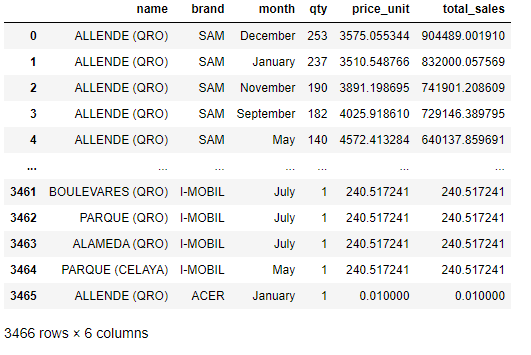 name brand month qty price_unit total_sales
0 ALLENDE (QRO) SAM December 253 3575.055344 904489.001910
1 ALLENDE (QRO) SAM January 237 3510.548766 832000.057569
2 ALLENDE (QRO) SAM November 190 3891.198695 741901.208609
3 ALLENDE (QRO) SAM September 182 4025.918610 729146.389795
4 ALLENDE (QRO) SAM May 140 4572.413284 640137.859691
... ... ... ... ... ... ...
3461 BOULEVARES (QRO) I-MOBIL July 1 240.517241 240.517241
3462 PARQUE (QRO) I-MOBIL July 1 240.517241 240.517241
3463 ALAMEDA (QRO) I-MOBIL July 1 240.517241 240.517241
3464 PARQUE (CELAYA) I-MOBIL May 1 240.517241 240.517241
3465 ALLENDE (QRO) ACER January 1 0.010000 0.010000
3466 rows × 6 columns